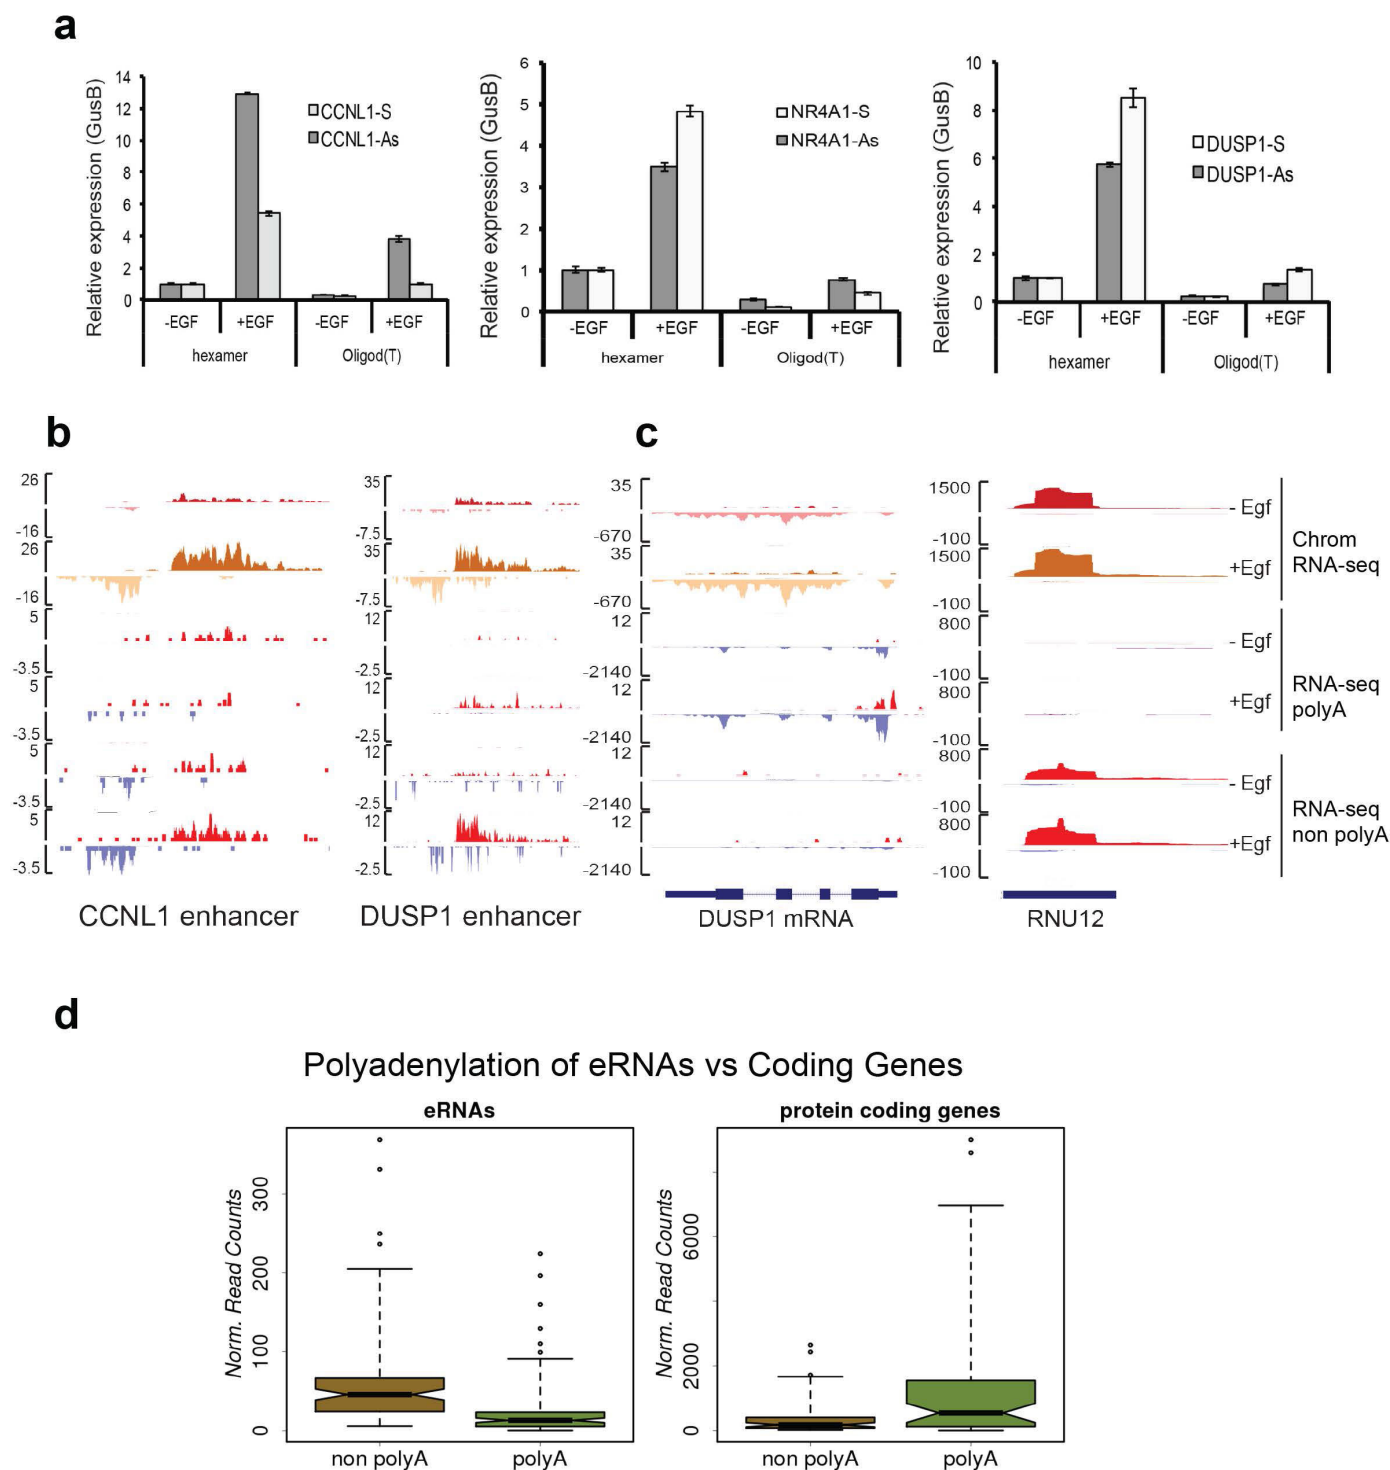 a
Relative expression (GusB)
14
12
10
8
6
4
2
0
CCNL1-S
CCNL1-As
-EGF
+EGF
-EGF
+EGF
hexamer
Oligod(T)
Relative expression (GusB)
6
5
4
3
2
1
0
NR4A1-S
NR4A1-As
-EGF
+EGF
-EGF
+EGF
hexamer
Oligod(T)
Relative expression (GusB)
10
8
6
4
2
0
DUSP1-S
DUSP1-As
-EGF
+EGF
-EGF
+EGF
hexamer
Oligod(T)
b
26
-16
26
-16
5
-3.5
5
-3.5
5
-3.5
5
-3.5
CCNL1 enhancer
35
-7.5
35
-7.5
12
-2.5
12
-2.5
12
-2.5
12
-2.5
DUSP1 enhancer
c
35
-670
35
-670
12
-2140
12
-2140
12
-2140
12
-2140
DUSP1 mRNA
1500
-100
1500
-100
800
-100
800
-100
800
-100
800
-100
RNU12
- Egf
+Egf
- Egf
+Egf
- Egf
+Egf
Chrom
RNA-seq
RNA-seq
polyA
RNA-seq
non polyA
d
Polyadenylation of eRNAs vs Coding Genes
eRNAs
Norm. Read Counts
300
200
100
0
non polyA
polyA
protein coding genes
Norm. Read Counts
6000
2000
0
non polyA
polyA